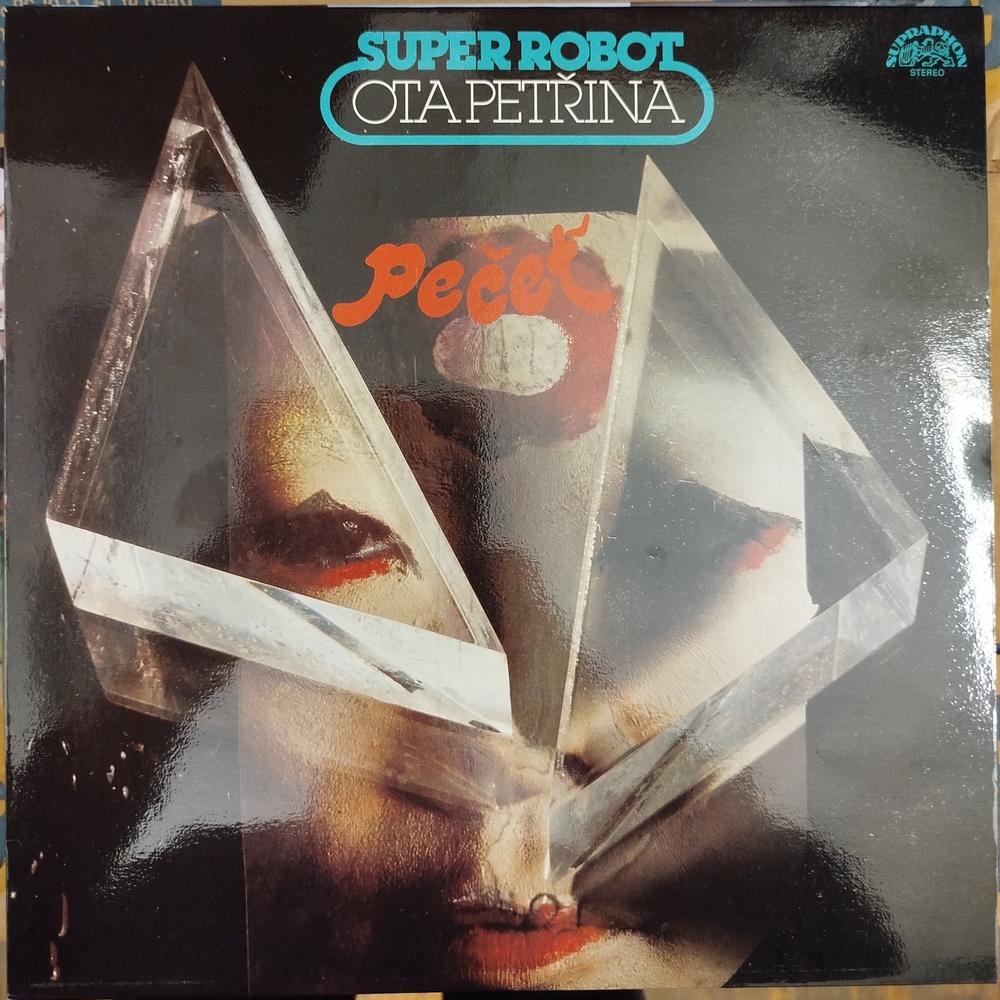 SUPER ROBOT
OTA PETŘINA
SUPRAPHON
STEREO
Pečeť